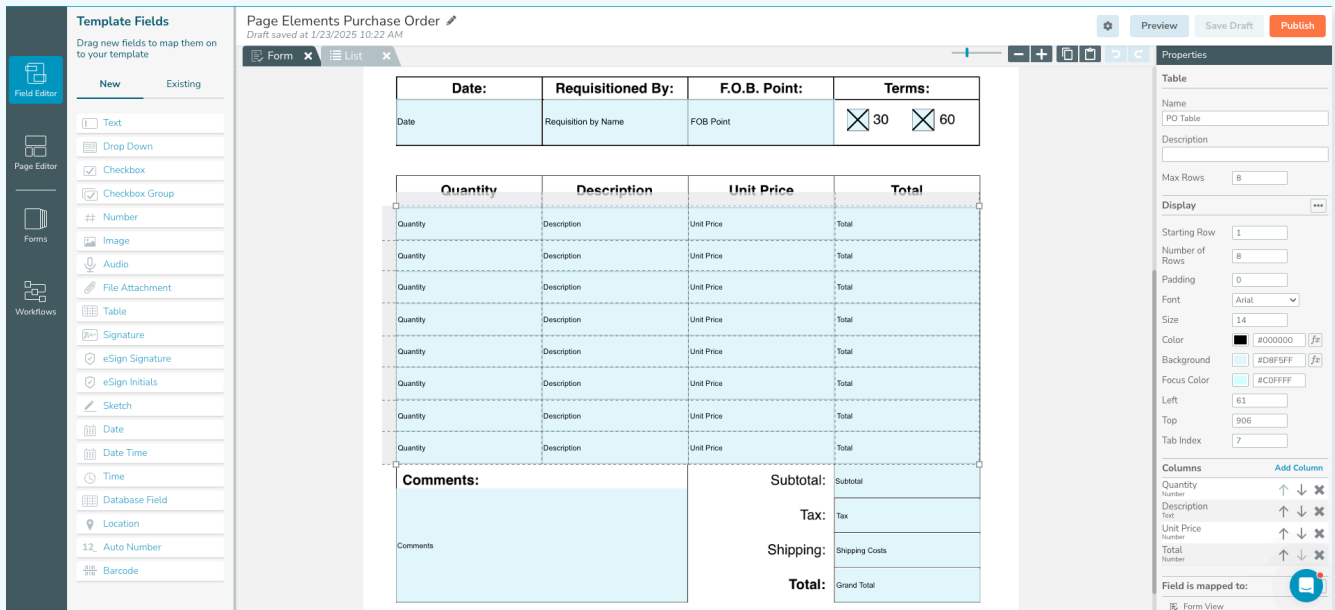 Field Editor
Page Editor
Forms
Workflows
Template Fields
Drag new fields to map them on
to your template
New Existing
Text
Drop Down
Checkbox
Checkbox Group
Number
Image
Audio
File Attachment
Table
Signature
eSign Signature
eSign Initials
Sketch
Date
Date Time
Time
Database Field
Location
12_ Auto Number
Barcode
Page Elements Purchase Order
Draft saved at 1/23/2025 10:22 AM
Preview Save Draft Publish
Form List
Date: Requisitioned By: F.O.B. Point: Terms:
Date Requisition by Name FOB Point 30 60
Quantity Description Unit Price Total
Quantity Description Unit Price Total
Quantity Description Unit Price Total
Quantity Description Unit Price Total
Quantity Description Unit Price Total
Quantity Description Unit Price Total
Quantity Description Unit Price Total
Quantity Description Unit Price Total
Quantity Description Unit Price Total
Comments:
Comments
Subtotal: Subtotal
Tax: Tax
Shipping: Shipping Costs
Total: Grand Total
Properties
Table
Name
PO Table
Description
Max Rows 8
Display
Starting Row 1
Number of
Rows 8
Padding 0
Font Arial
Size 14
Color #000000 fx
Background #D8F5FF fx
Focus Color #C0FFFF
Left 61
Top 906
Tab Index 7
Columns Add Column
Quantity
Number
Description
Text
Unit Price
Number
Total
Number
Field is mapped to:
Form View